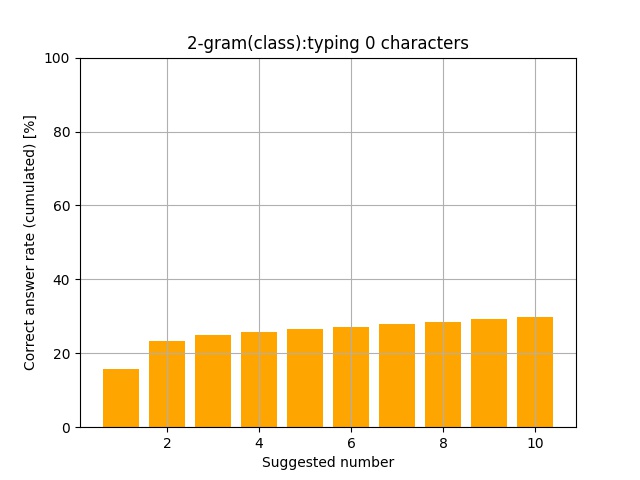 2-gram(class):typing 0 characters
Correct answer rate (cumulated) [%]
100
80
60
40
20
0
2 4 6 8 10
Suggested number